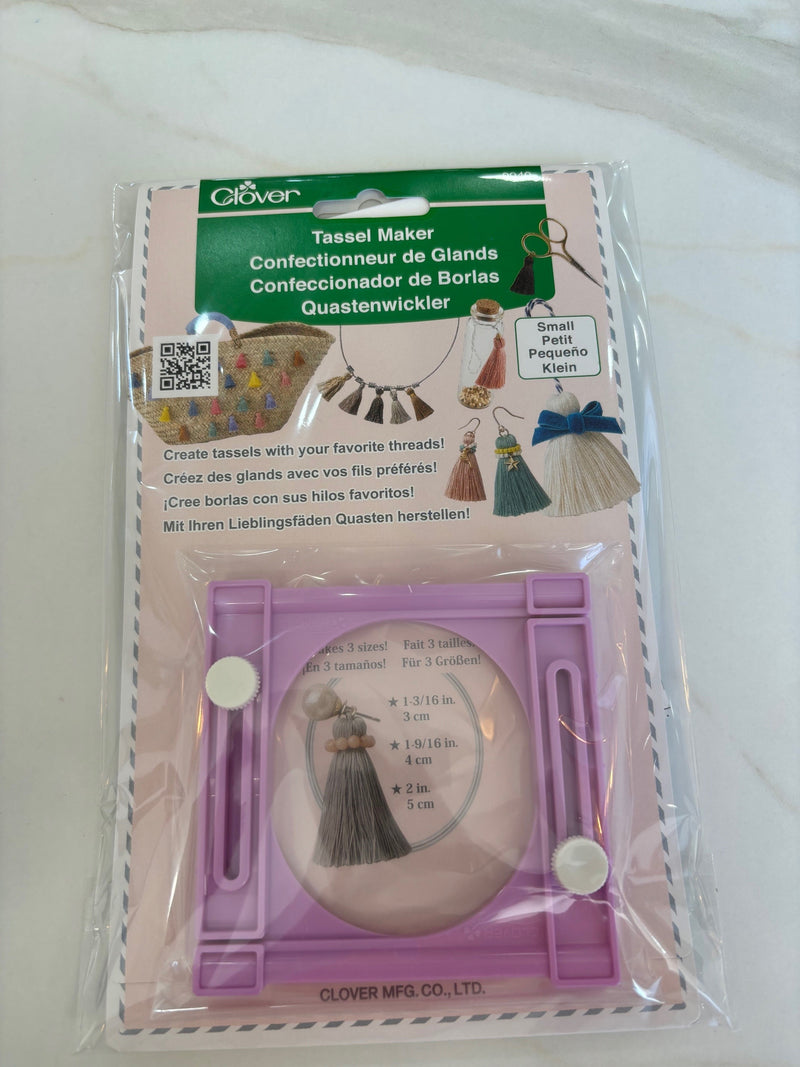 Clover
Tassel Maker
Confectionneur de Glands
Confeccionador de Borlas
Quastenwickler
Small
Petit
Pequeño
Klein
Create tassels with your favorite threads!
Créez des glands avec vos fils préférés!
¡Cree borlas con sus hilos favoritos!
Mit Ihren Lieblingsfäden Quasten herstellen!
3 sizes! Fait 3 tailles!
¡En 3 tamaños! Für 3 Größen!
★ 1-3/16 in.
3 cm
★ 1-9/16 in.
4 cm
★ 2 in.
5 cm
CLOVER MFG. CO., LTD.